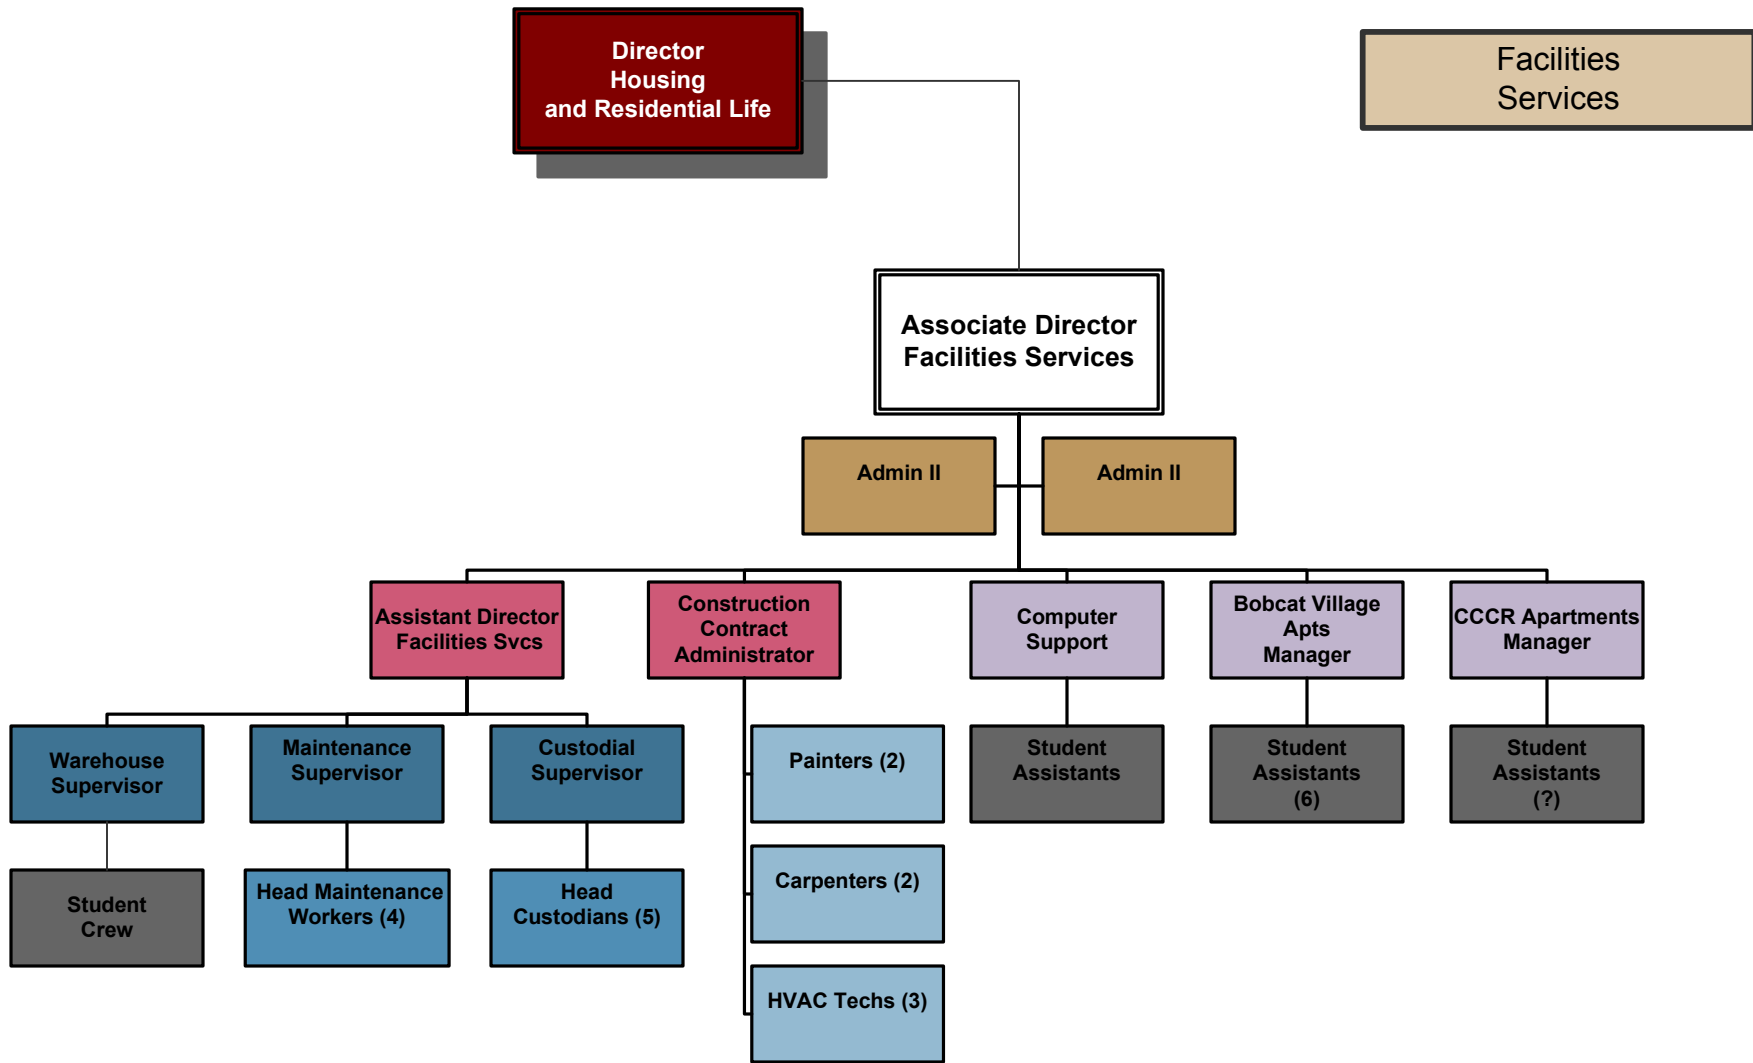 Director
Housing
and Residential Life
Facilities
Services
Associate Director
Facilities Services
Admin II
Admin II
Assistant Director
Facilities Svcs
Construction
Contract
Administrator
Computer
Support
Bobcat Village
Apts
Manager
CCCR Apartments
Manager
Warehouse
Supervisor
Maintenance
Supervisor
Custodial
Supervisor
Painters (2)
Student
Assistants
Student
Assistants
(6)
Student
Assistants
(?)
Student
Crew
Head Maintenance
Workers (4)
Head
Custodians (5)
Carpenters (2)
HVAC Techs (3)